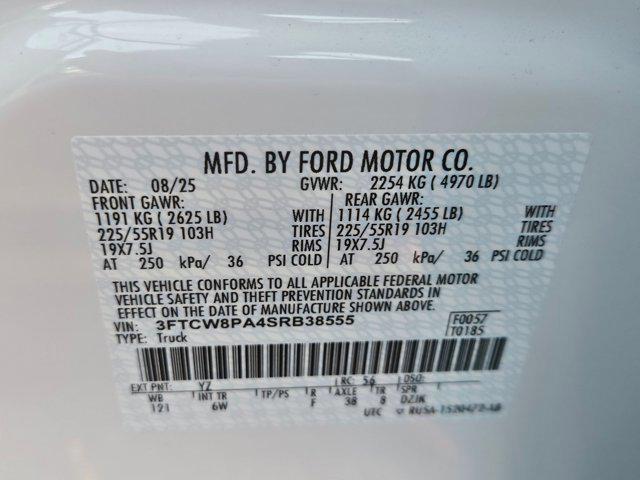 MFD. BY FORD MOTOR CO.
DATE: 08/25 GVWR: 2254 KG ( 4970 LB)
FRONT GAWR: REAR GAWR:
1191 KG ( 2625 LB) WITH 1114 KG ( 2455 LB) WITH
225/55R19 103H TIRES 225/55R19 103H TIRES
19X7.5J RIMS 19X7.5J RIMS
AT 250 kPa/ 36 PSI COLD AT 250 kPa/ 36 PSI COLD
THIS VEHICLE CONFORMS TO ALL APPLICABLE FEDERAL MOTOR
VEHICLE SAFETY AND THEFT PREVENTION STANDARDS IN
EFFECT ON THE DATE OF MANUFACTURE SHOWN ABOVE.
VIN: 3FTCW8PA4SRB38555 F0057
TYPE: Truck T0185
EXT PNT: YZ RC: 56 DSO:
WB INT TR TP/PS R AXLE TR SPR
121 6W F 38 8 DZJK
UTC